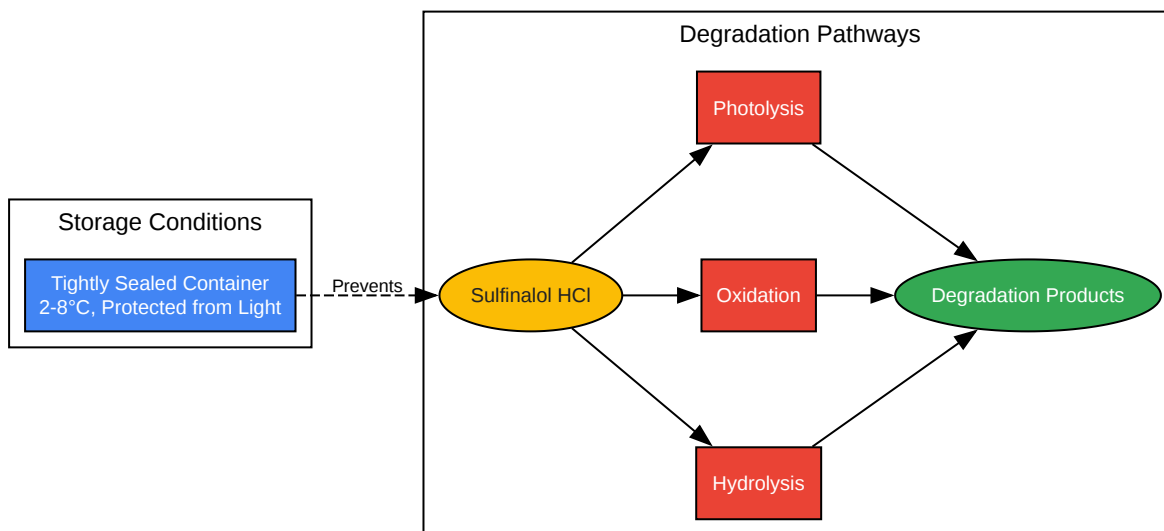 Degradation Pathways
Photolysis
Storage Conditions
Tightly Sealed Container
2-8°C, Protected from Light
Prevents
Sulfinalol HCl
Oxidation
Degradation Products
Hydrolysis